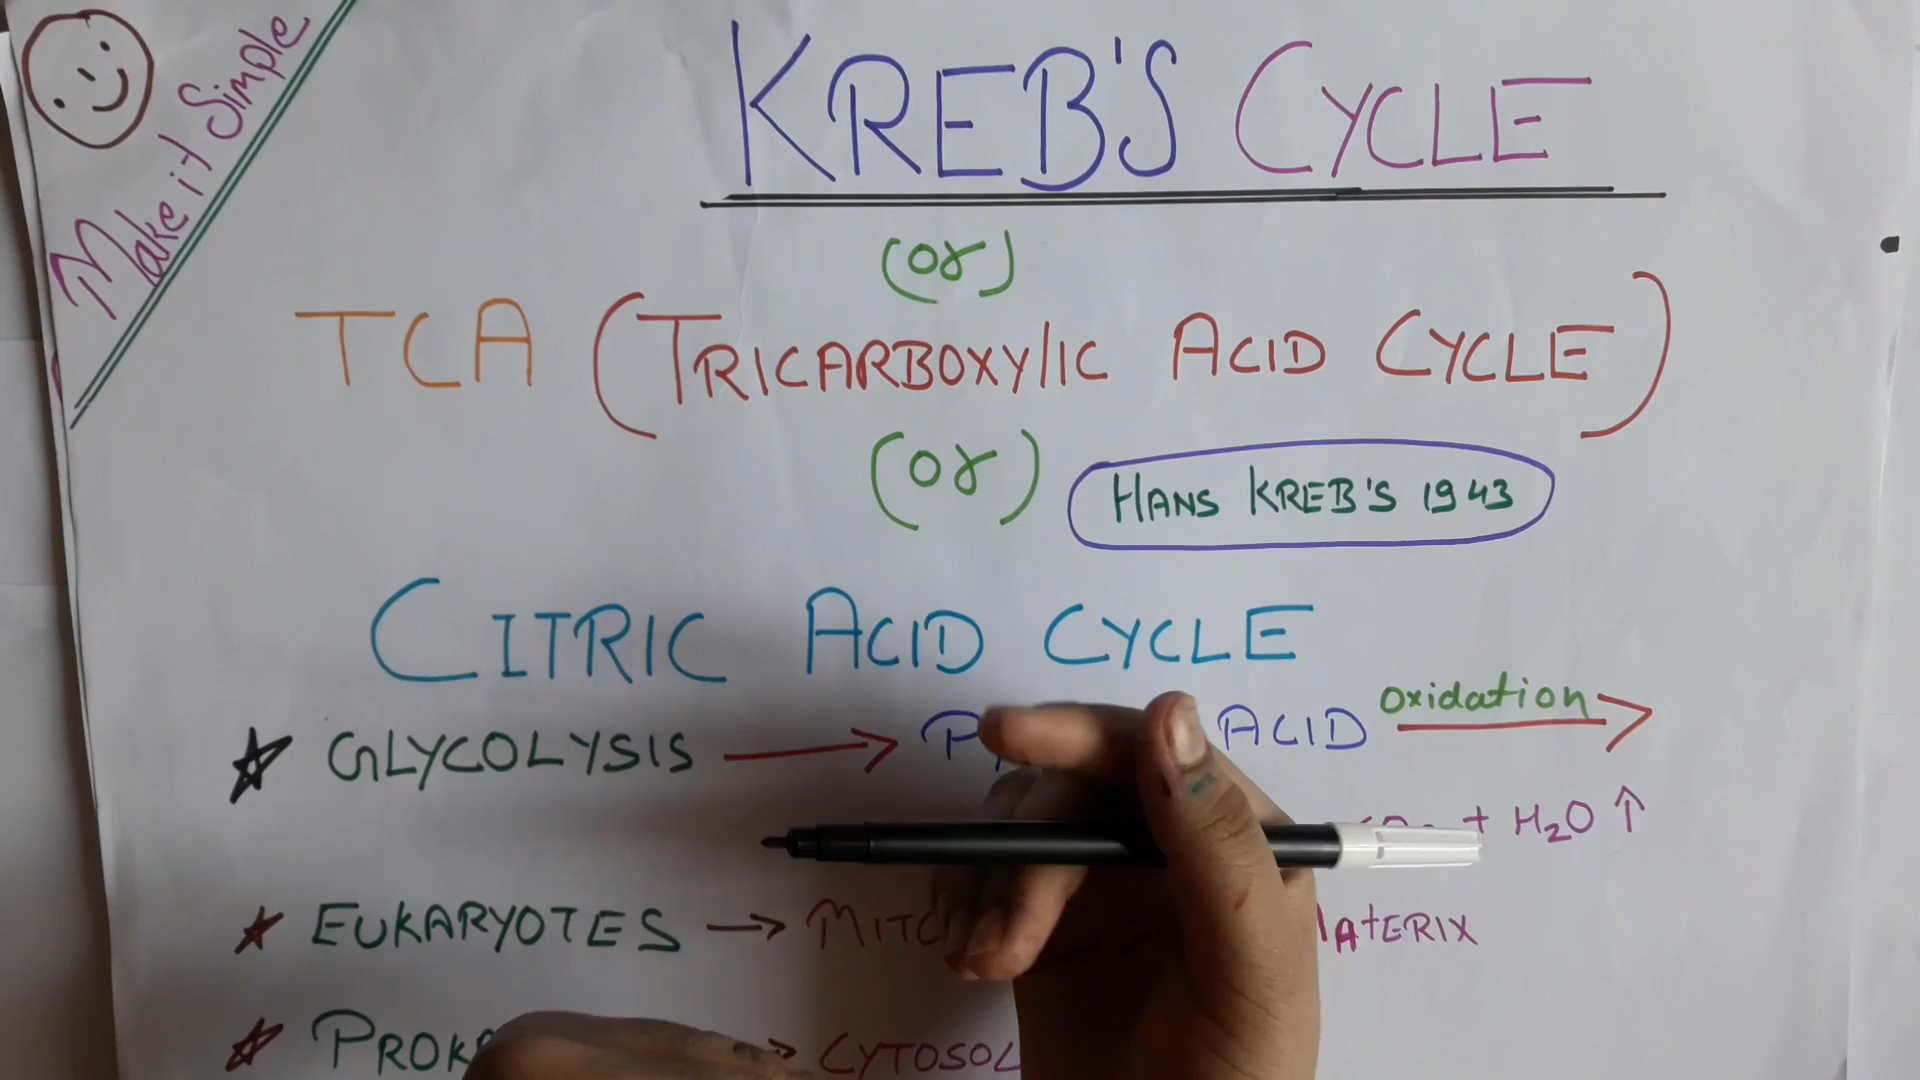 Make it Simple
KREB'S CYCLE
(or)
TCA (TRICARBOXYlIC ACID CYCLE)
(or)
HANS KREB'S 1943
CITRIC ACID CYCLE
GLYCOLYSIS → ACID oxidation →
+ H2O ↑
EUKARYOTES →
→ CYTOSOL